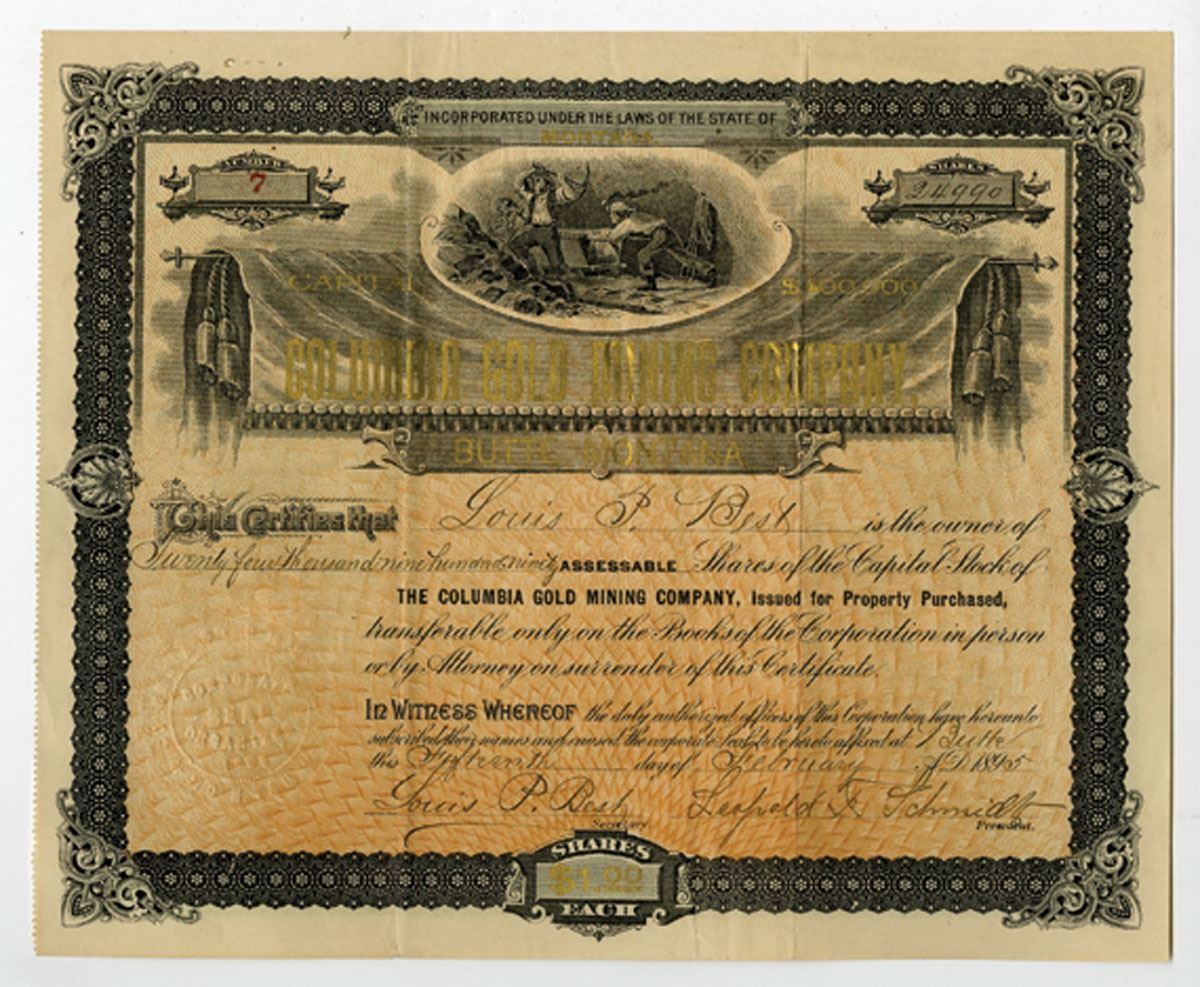 INCORPORATED UNDER THE LAWS OF THE STATE OF
MONTANA
NUMBER
7
SHARES
24990
CAPITAL $100,000
COLUMBIA GOLD MINING COMPANY.
BUTTE MONTANA
This Certifies that Louis P. Best is the owner of
Twenty four thousand nine hundred ninety ASSESSABLE Shares of the Capital Stock of
THE COLUMBIA GOLD MINING COMPANY, Issued for Property Purchased,
transferable only on the Books of the Corporation in person
or by Attorney on surrender of this Certificate.
IN WITNESS WHEREOF the duly authorized officers of this Corporation have hereunto
subscribed their names and caused the corporate Seal to be hereto affixed at Butte
this Fifteenth day of February A.D. 1895
Louis P. Best Leopold F. Schmidt
Secretary. President.
SHARES
$1.00
EACH